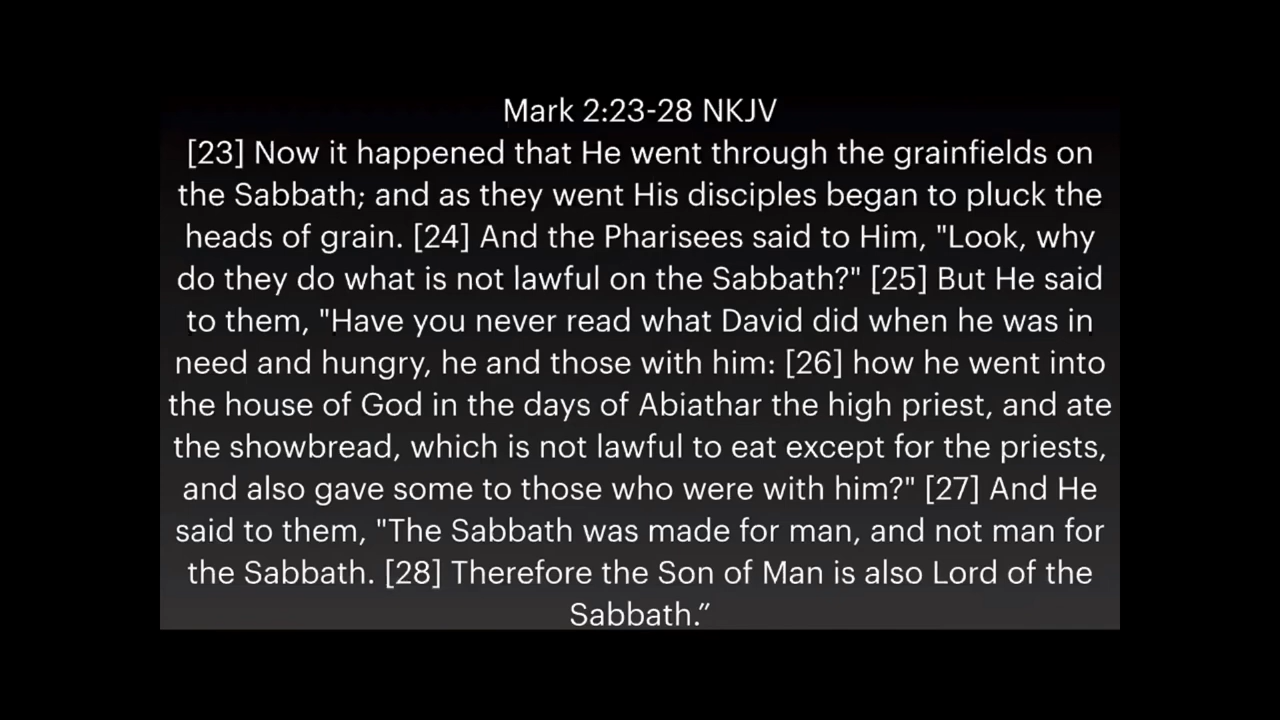 Mark 2:23-28 NKJV
[23] Now it happened that He went through the grainfields on
the Sabbath; and as they went His disciples began to pluck the
heads of grain. [24] And the Pharisees said to Him, "Look, why
do they do what is not lawful on the Sabbath?" [25] But He said
to them, "Have you never read what David did when he was in
need and hungry, he and those with him: [26] how he went into
the house of God in the days of Abiathar the high priest, and ate
the showbread, which is not lawful to eat except for the priests,
and also gave some to those who were with him?" [27] And He
said to them, "The Sabbath was made for man, and not man for
the Sabbath. [28] Therefore the Son of Man is also Lord of the
Sabbath.”